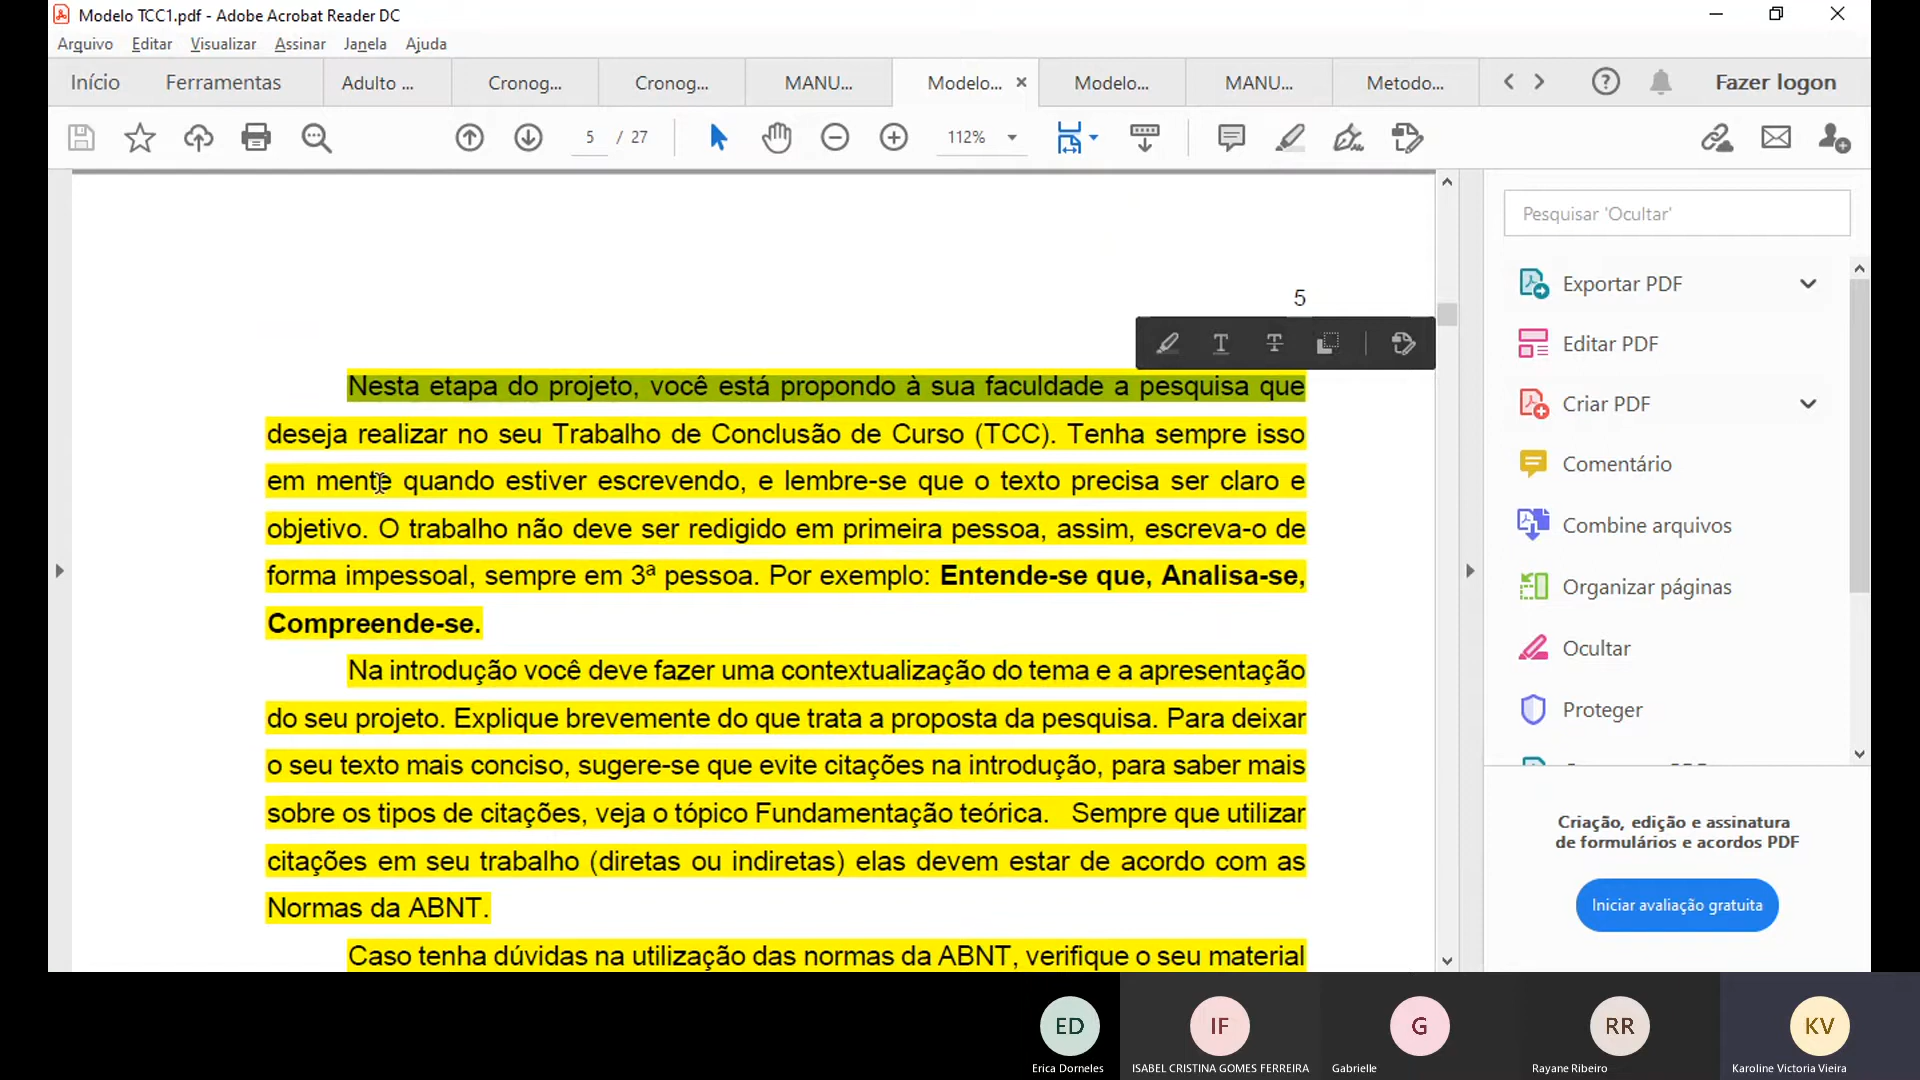 Modelo TCC1.pdf - Adobe Acrobat Reader DC
Arquivo Editar Visualizar Assinar Janela Ajuda
Início Ferramentas Adulto ... Cronog... Cronog... MANU... Modelo... Modelo... MANU... Metodo... Fazer logon
5 / 27 112%
Pesquisar 'Ocultar'
5
Nesta etapa do projeto, você está propondo à sua faculdade a pesquisa que
deseja realizar no seu Trabalho de Conclusão de Curso (TCC). Tenha sempre isso
em mente quando estiver escrevendo, e lembre-se que o texto precisa ser claro e
objetivo. O trabalho não deve ser redigido em primeira pessoa, assim, escreva-o de
forma impessoal, sempre em 3ª pessoa. Por exemplo: Entende-se que, Analisa-se,
Compreende-se.
Na introdução você deve fazer uma contextualização do tema e a apresentação
do seu projeto. Explique brevemente do que trata a proposta da pesquisa. Para deixar
o seu texto mais conciso, sugere-se que evite citações na introdução, para saber mais
sobre os tipos de citações, veja o tópico Fundamentação teórica. Sempre que utilizar
citações em seu trabalho (diretas ou indiretas) elas devem estar de acordo com as
Normas da ABNT.
Caso tenha dúvidas na utilização das normas da ABNT, verifique o seu material
Exportar PDF
Editar PDF
Criar PDF
Comentário
Combine arquivos
Organizar páginas
Ocultar
Proteger
Criação, edição e assinatura
de formulários e acordos PDF
Iniciar avaliação gratuita
ED IF G RR KV
Erica Dorneles ISABEL CRISTINA GOMES FERREIRA Gabrielle Rayane Ribeiro Karoline Victoria Vieira